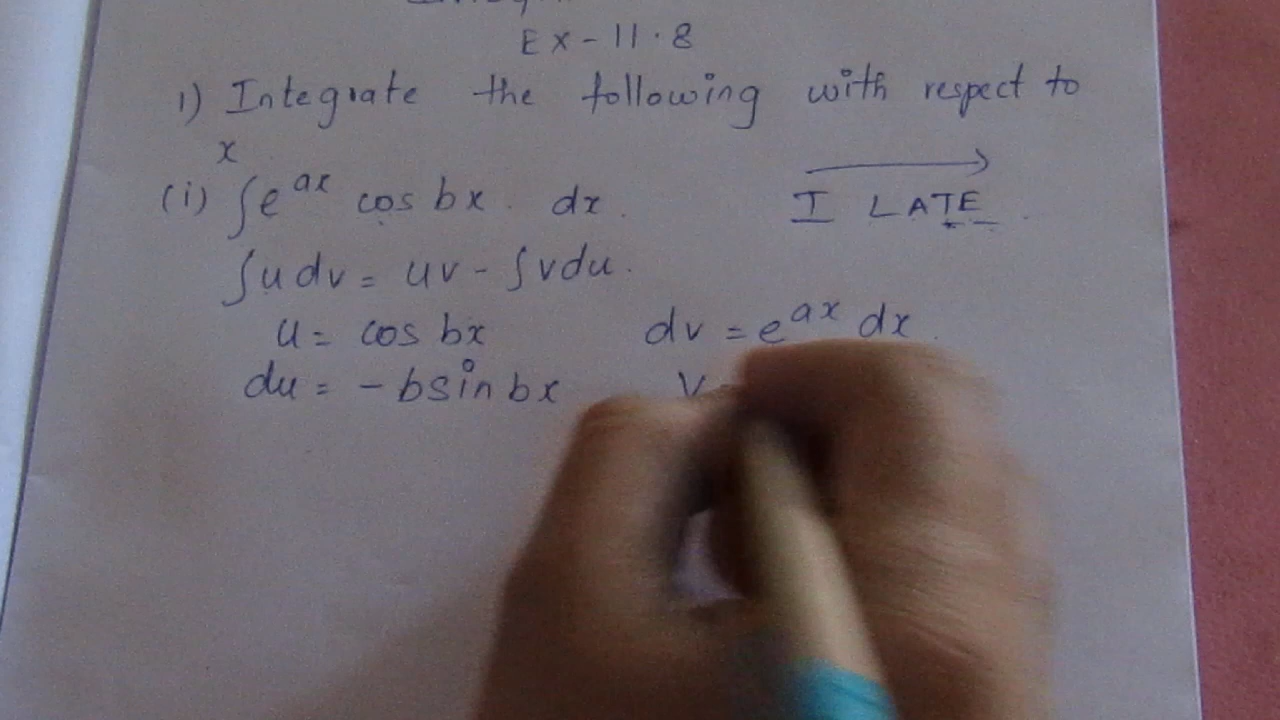 Ex-11.8
1) Integrate the following with respect to
x
(i) ∫e^ax cos bx. dx.
I LATE.
∫u dv = uv - ∫vdu.
u = cos bx dv = e^ax dx.
du = -b sin bx v